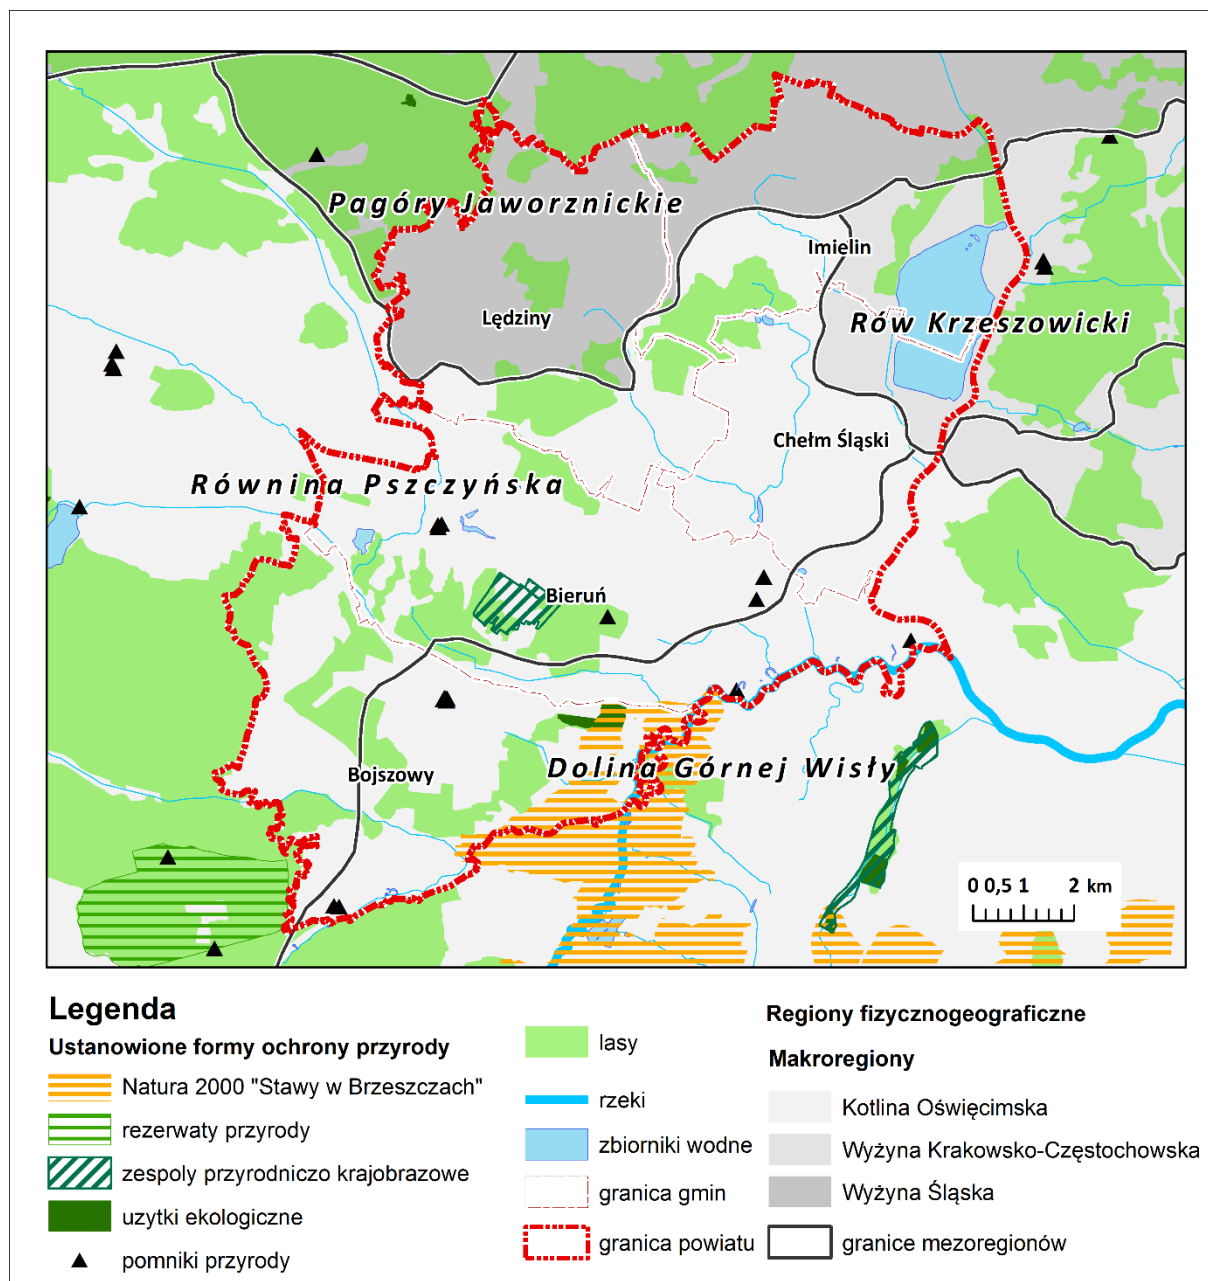 Pagóry Jaworznickie
Imielin
Lędziny
Rów Krzeszowicki
Chełm Śląski
Równina Pszczyńska
Bieruń
Bojszowy
Dolina Górnej Wisły
0 0,5 1 2 km
Legenda
Ustanowione formy ochrony przyrody
Natura 2000 "Stawy w Brzeszczach"
rezerwaty przyrody
zespoly przyrodniczo krajobrazowe
uzytki ekologiczne
pomniki przyrody
lasy
rzeki
zbiorniki wodne
granica gmin
granica powiatu
Regiony fizycznogeograficzne
Makroregiony
Kotlina Oświęcimska
Wyżyna Krakowsko-Częstochowska
Wyżyna Śląska
granice mezoregionów